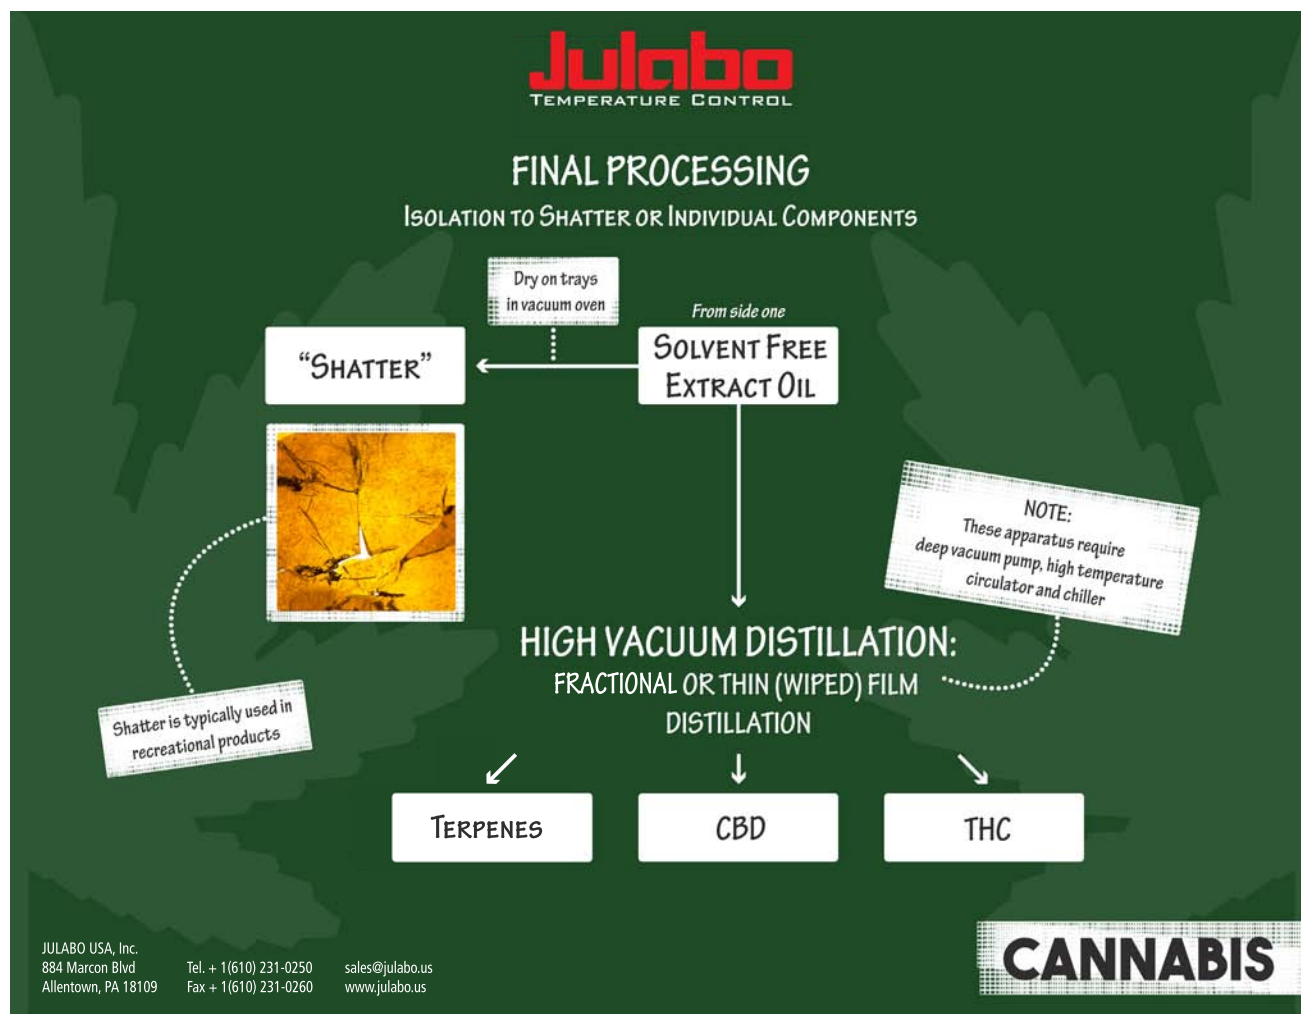 Julabo
TEMPERATURE CONTROL
FINAL PROCESSING
ISOLATION TO SHATTER OR INDIVIDUAL COMPONENTS
Dry on trays
in vacuum oven
From side one
"SHATTER"
SOLVENT FREE
EXTRACT OIL
NOTE:
These apparatus require
deep vacuum pump, high temperature
circulator and chiller
HIGH VACUUM DISTILLATION:
FRACTIONAL OR THIN (WIPED) FILM
DISTILLATION
Shatter is typically used in
recreational products
TERPENES
CBD
THC
JULABO USA, Inc.
884 Marcon Blvd
Allentown, PA 18109
Tel. + 1(610) 231-0250
Fax + 1(610) 231-0260
sales@julabo.us
www.julabo.us
CANNABIS